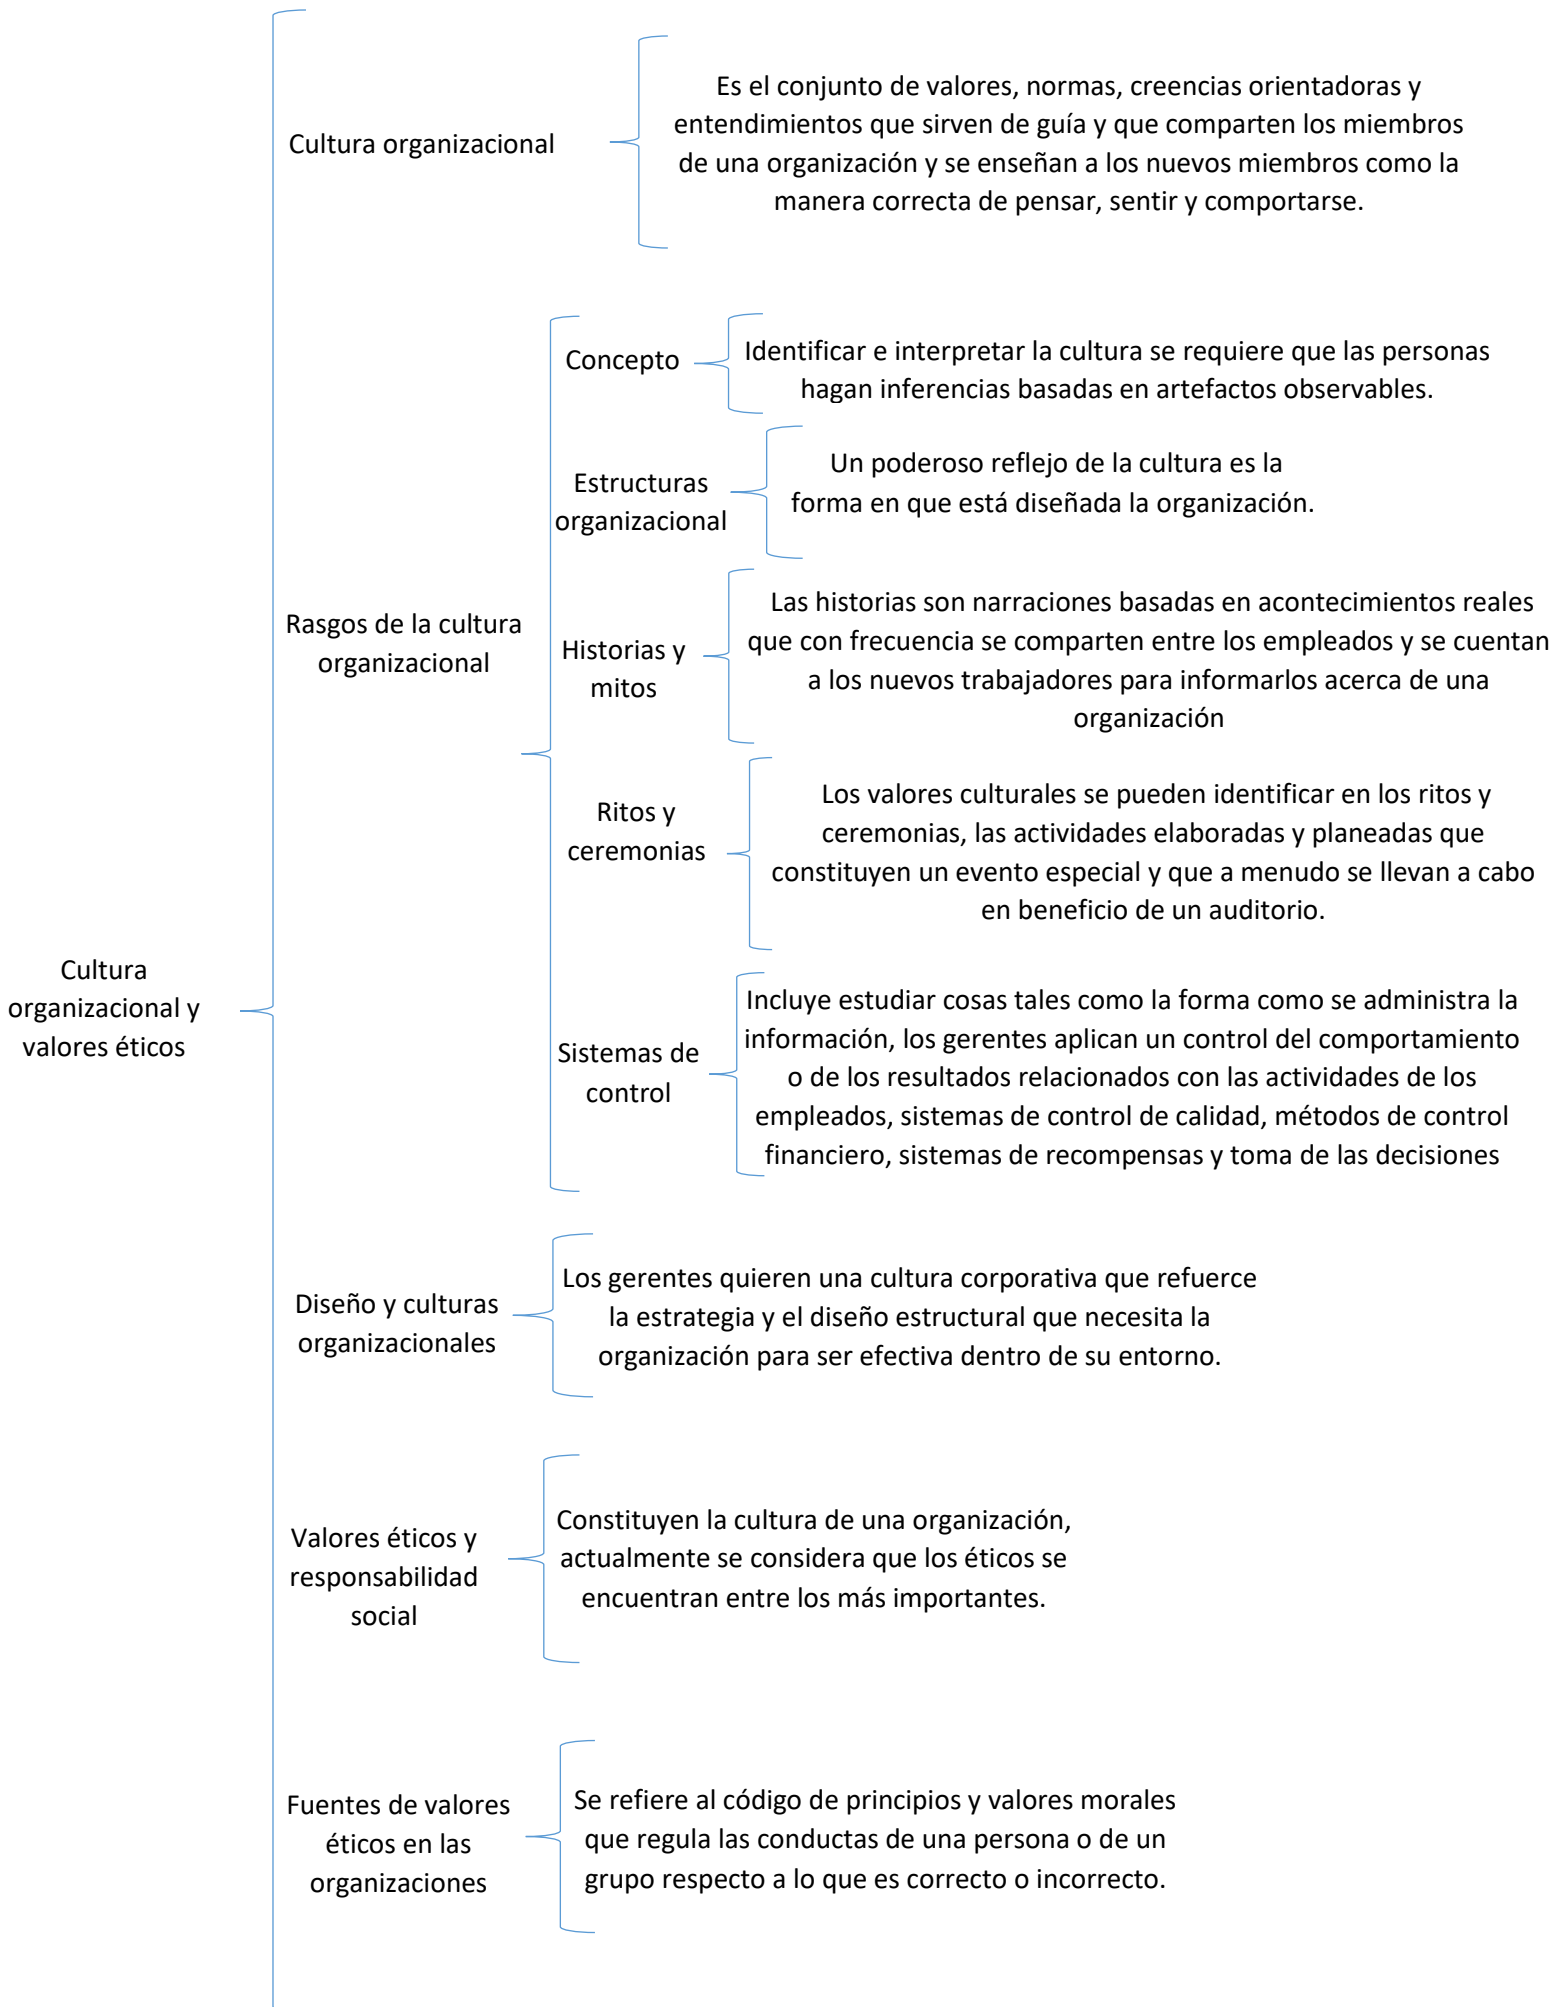 Cultura organizacional
Es el conjunto de valores, normas, creencias orientadoras y
entendimientos que sirven de guía y que comparten los miembros
de una organización y se enseñan a los nuevos miembros como la
manera correcta de pensar, sentir y comportarse.
Concepto
Identificar e interpretar la cultura se requiere que las personas
hagan inferencias basadas en artefactos observables.
Estructuras
organizacional
Un poderoso reflejo de la cultura es la
forma en que está diseñada la organización.
Rasgos de la cultura
organizacional
Historias y
mitos
Las historias son narraciones basadas en acontecimientos reales
que con frecuencia se comparten entre los empleados y se cuentan
a los nuevos trabajadores para informarlos acerca de una
organización
Ritos y
ceremonias
Los valores culturales se pueden identificar en los ritos y
ceremonias, las actividades elaboradas y planeadas que
constituyen un evento especial y que a menudo se llevan a cabo
en beneficio de un auditorio.
Cultura
organizacional y
valores éticos
Sistemas de
control
Incluye estudiar cosas tales como la forma como se administra la
información, los gerentes aplican un control del comportamiento
o de los resultados relacionados con las actividades de los
empleados, sistemas de control de calidad, métodos de control
financiero, sistemas de recompensas y toma de las decisiones
Diseño y culturas
organizacionales
Los gerentes quieren una cultura corporativa que refuerce
la estrategia y el diseño estructural que necesita la
organización para ser efectiva dentro de su entorno.
Valores éticos y
responsabilidad
social
Constituyen la cultura de una organización,
actualmente se considera que los éticos se
encuentran entre los más importantes.
Fuentes de valores
éticos en las
organizaciones
Se refiere al código de principios y valores morales
que regula las conductas de una persona o de un
grupo respecto a lo que es correcto o incorrecto.